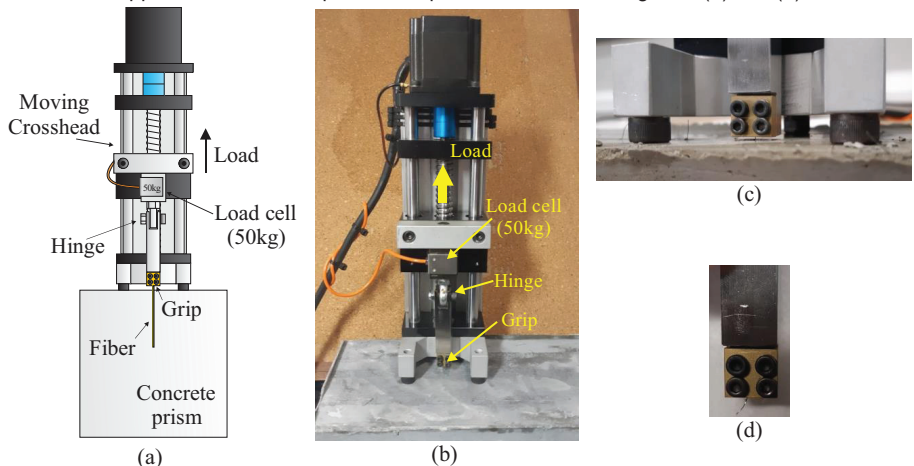 Moving
Crosshead
Load
50kg
Load cell
(50kg)
Hinge
Grip
Fiber
Concrete
prism
(a)
Load
Load cell
(50kg)
Hinge
Grip
(b)
(c)
(d)